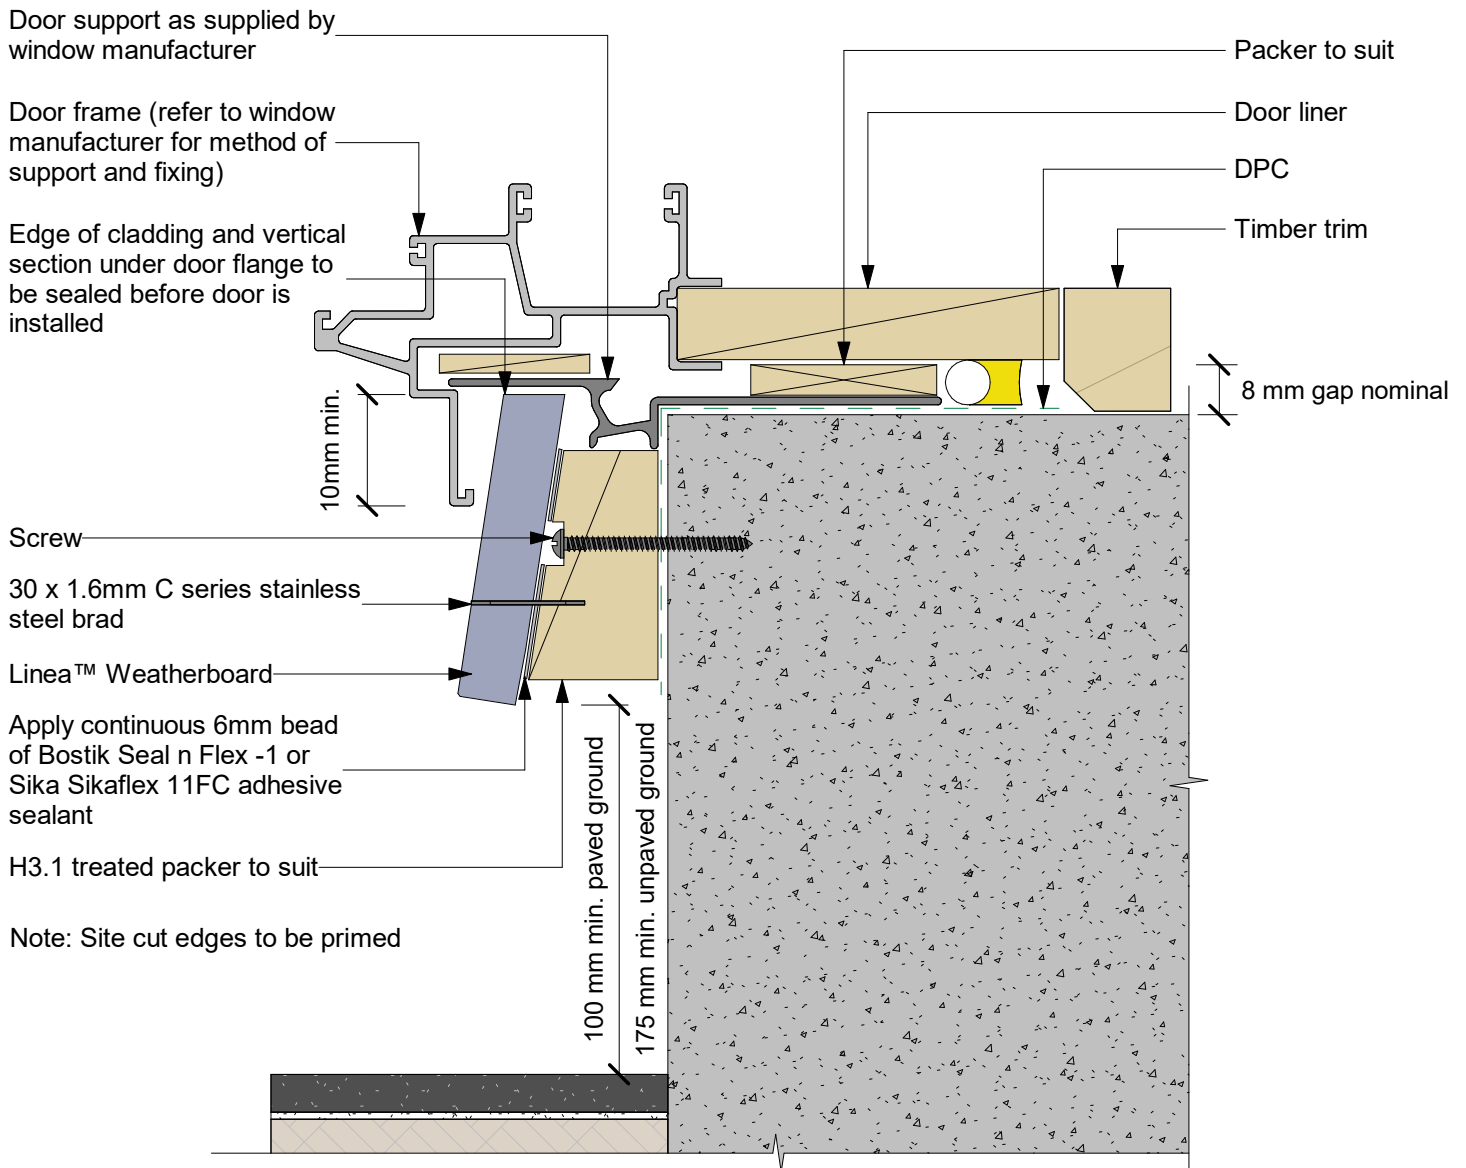 Door support as supplied by
window manufacturer
Door frame (refer to window
manufacturer for method of
support and fixing)
Edge of cladding and vertical
section under door flange to
be sealed before door is
installed
10mm min.
Screw
30 x 1.6mm C series stainless
steel brad
Linea™ Weatherboard
Apply continuous 6mm bead
of Bostik Seal n Flex -1 or
Sika Sikaflex 11FC adhesive
sealant
H3.1 treated packer to suit
Note: Site cut edges to be primed
100 mm min. paved ground
175 mm min. unpaved ground
Packer to suit
Door liner
DPC
Timber trim
8 mm gap nominal